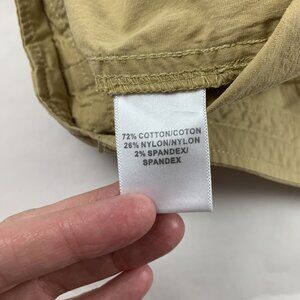 72% COTTON/COTON
26% NYLON/NYLON
2% SPANDEX/
SPANDEX